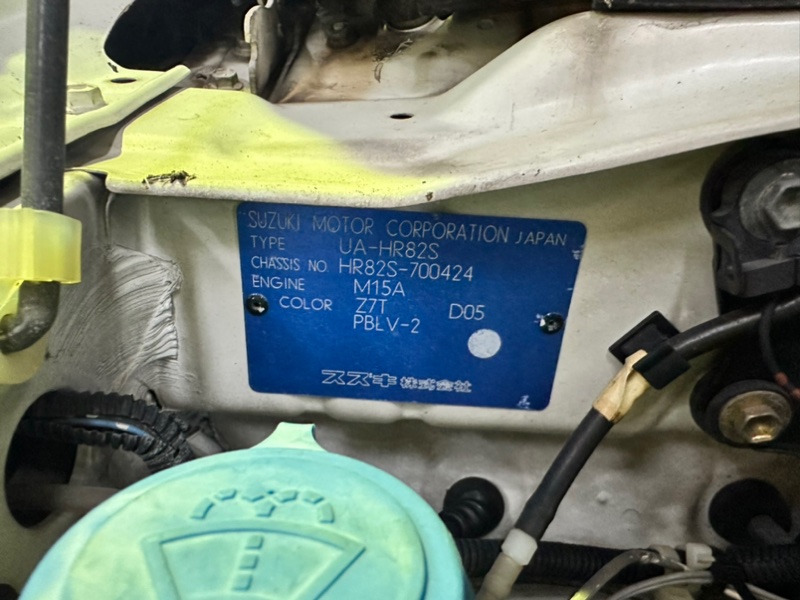 SUZUKI MOTOR CORPORATION JAPAN
TYPE UA-HR82S
CHASSIS NO. HR82S-700424
ENGINE M15A
COLOR Z7T D05
PBLV-2
スズキ株式会社